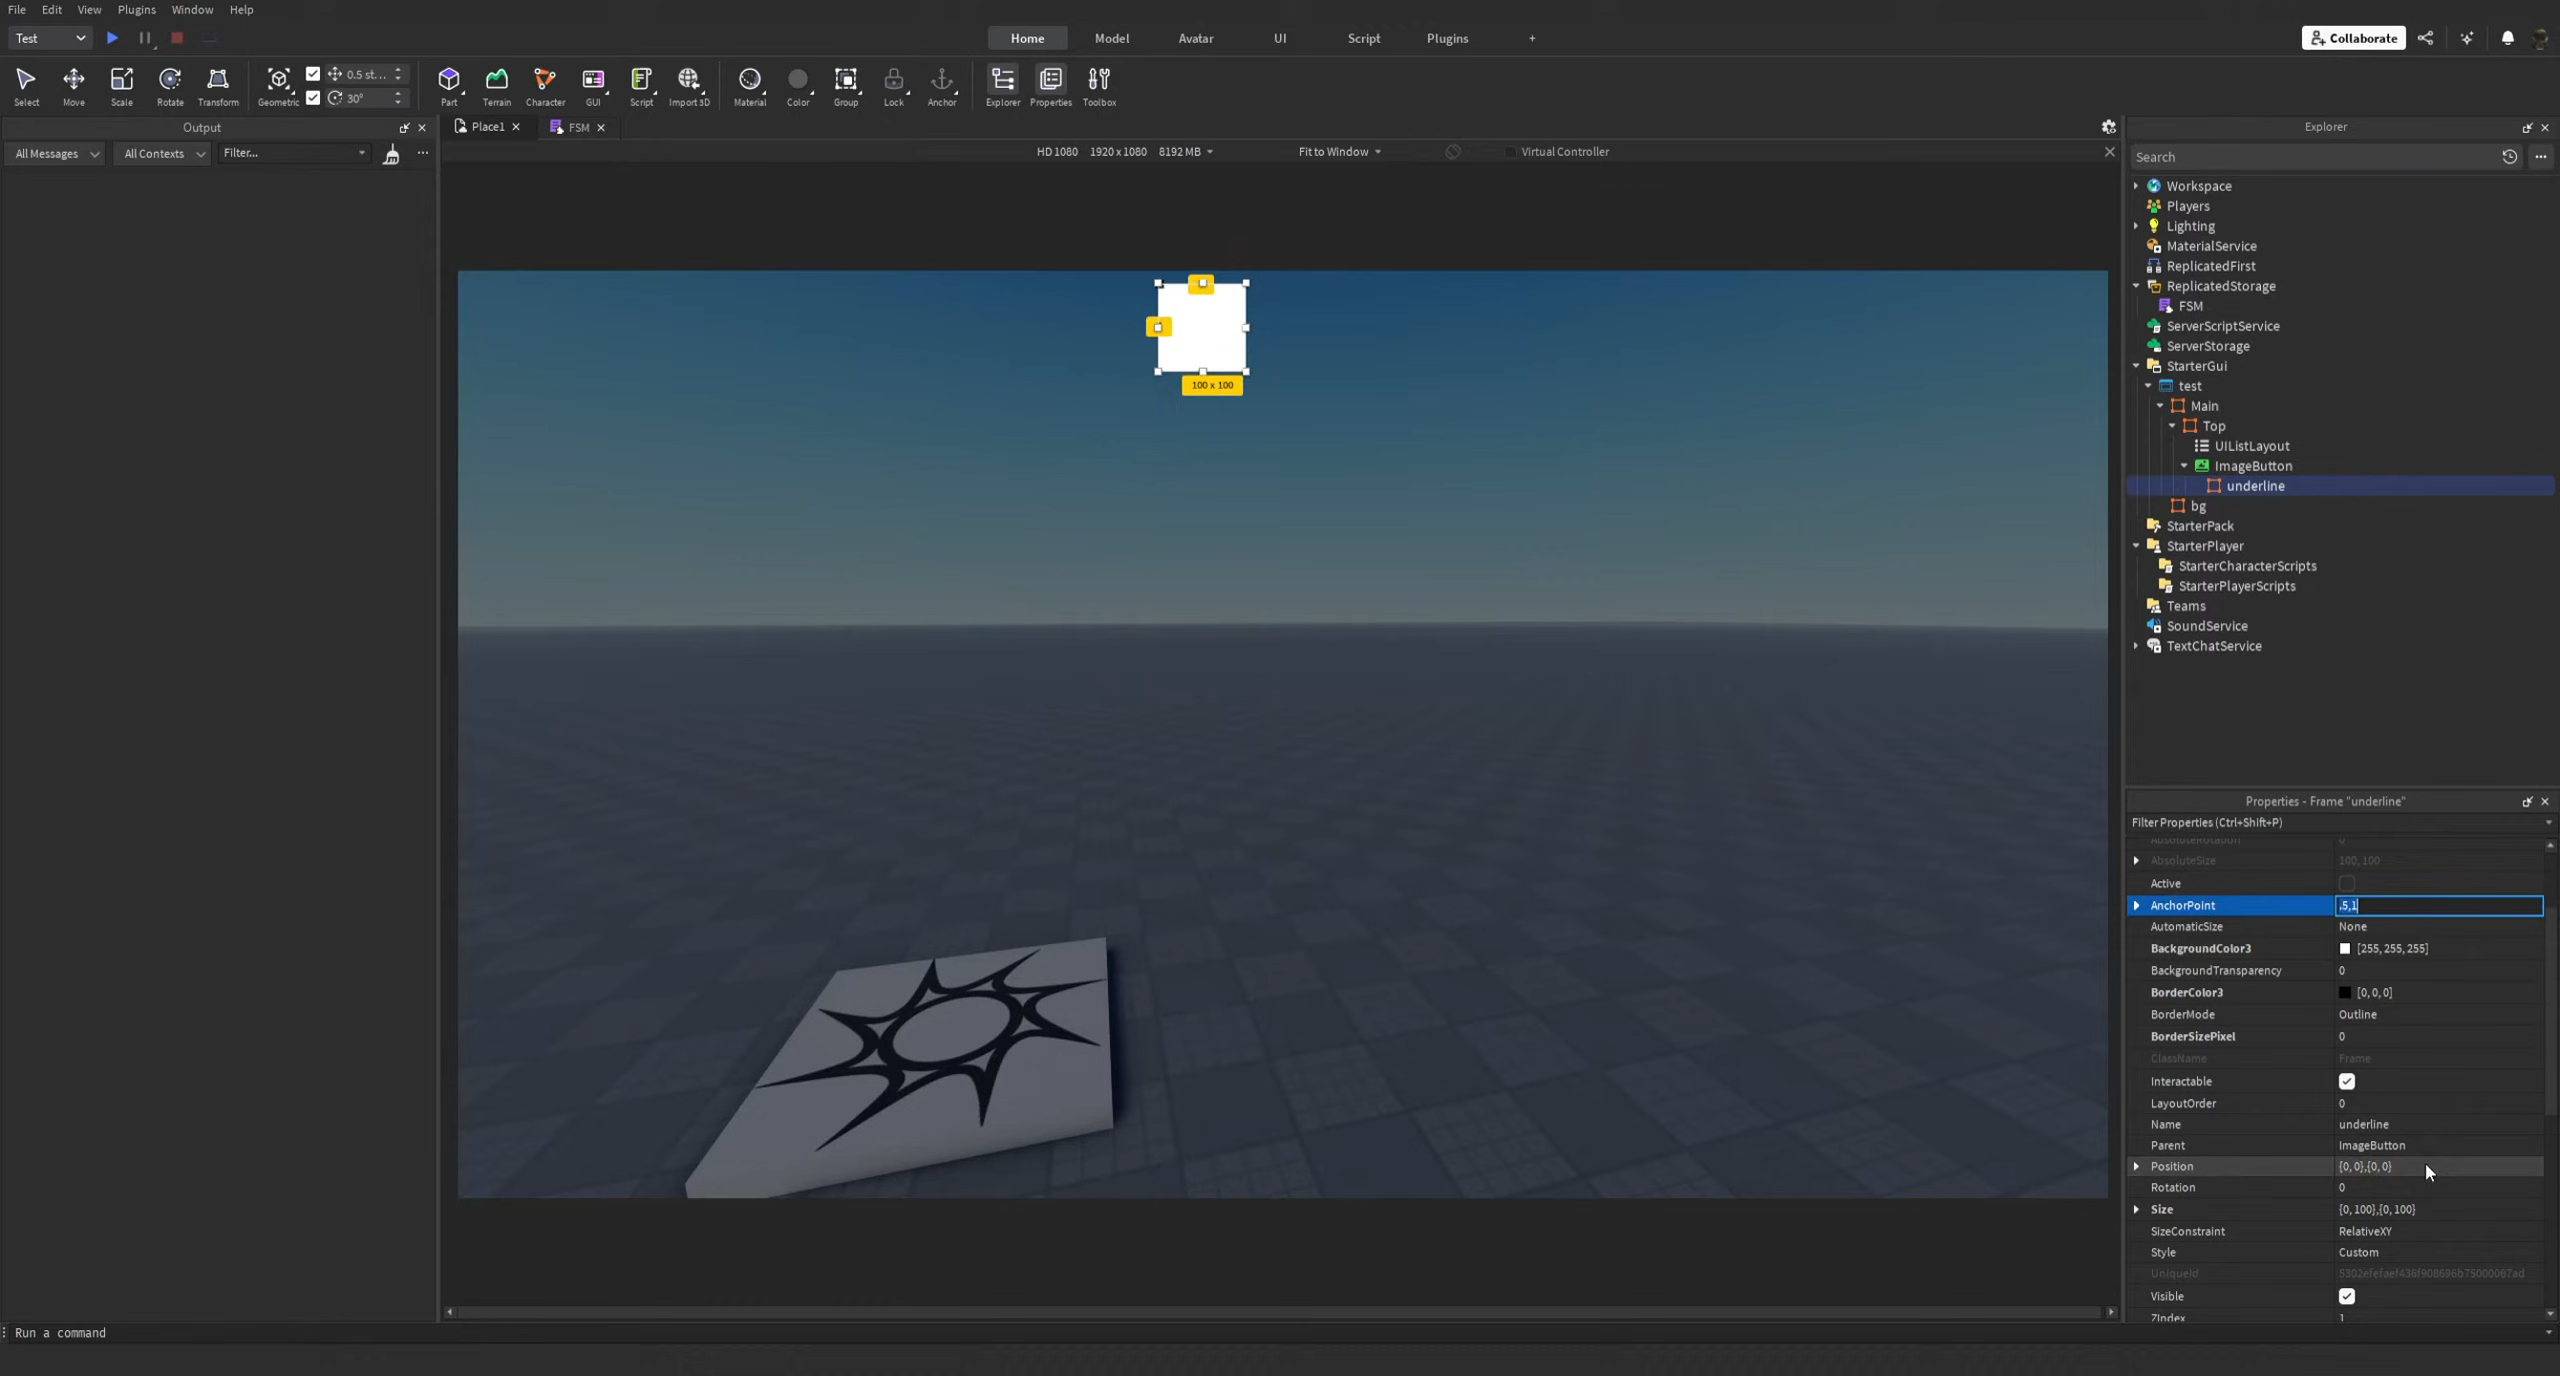 File Edit View Plugins Window Help
Test
Home Model Avatar UI Script Plugins +
Collaborate
Select Move Scale Rotate Transform Geometric
0.5 st...
30°
Part Terrain Character GUI Script Import 3D Material Color Group Lock Anchor Explorer Properties Toolbox
Output
All Messages All Contexts Filter... ...
Place1 FSM
HD 1080 1920 x 1080 8192 MB Fit to Window Virtual Controller
100 x 100
Explorer
Search
Workspace
Players
Lighting
MaterialService
ReplicatedFirst
ReplicatedStorage
FSM
ServerScriptService
ServerStorage
StarterGui
test
Main
Top
UIListLayout
ImageButton
underline
bg
StarterPack
StarterPlayer
StarterCharacterScripts
StarterPlayerScripts
Teams
SoundService
TextChatService
Properties - Frame "underline"
Filter Properties (Ctrl+Shift+P)
AbsoluteRotation 0
AbsoluteSize 100, 100
Active
AnchorPoint .5,1
AutomaticSize None
BackgroundColor3 [255, 255, 255]
BackgroundTransparency 0
BorderColor3 [0, 0, 0]
BorderMode Outline
BorderSizePixel 0
ClassName Frame
Interactable
LayoutOrder 0
Name underline
Parent ImageButton
Position {0, 0},{0, 0}
Rotation 0
Size {0, 100},{0, 100}
SizeConstraint RelativeXY
Style Custom
UniqueId
Visible
ZIndex 1
Run a command